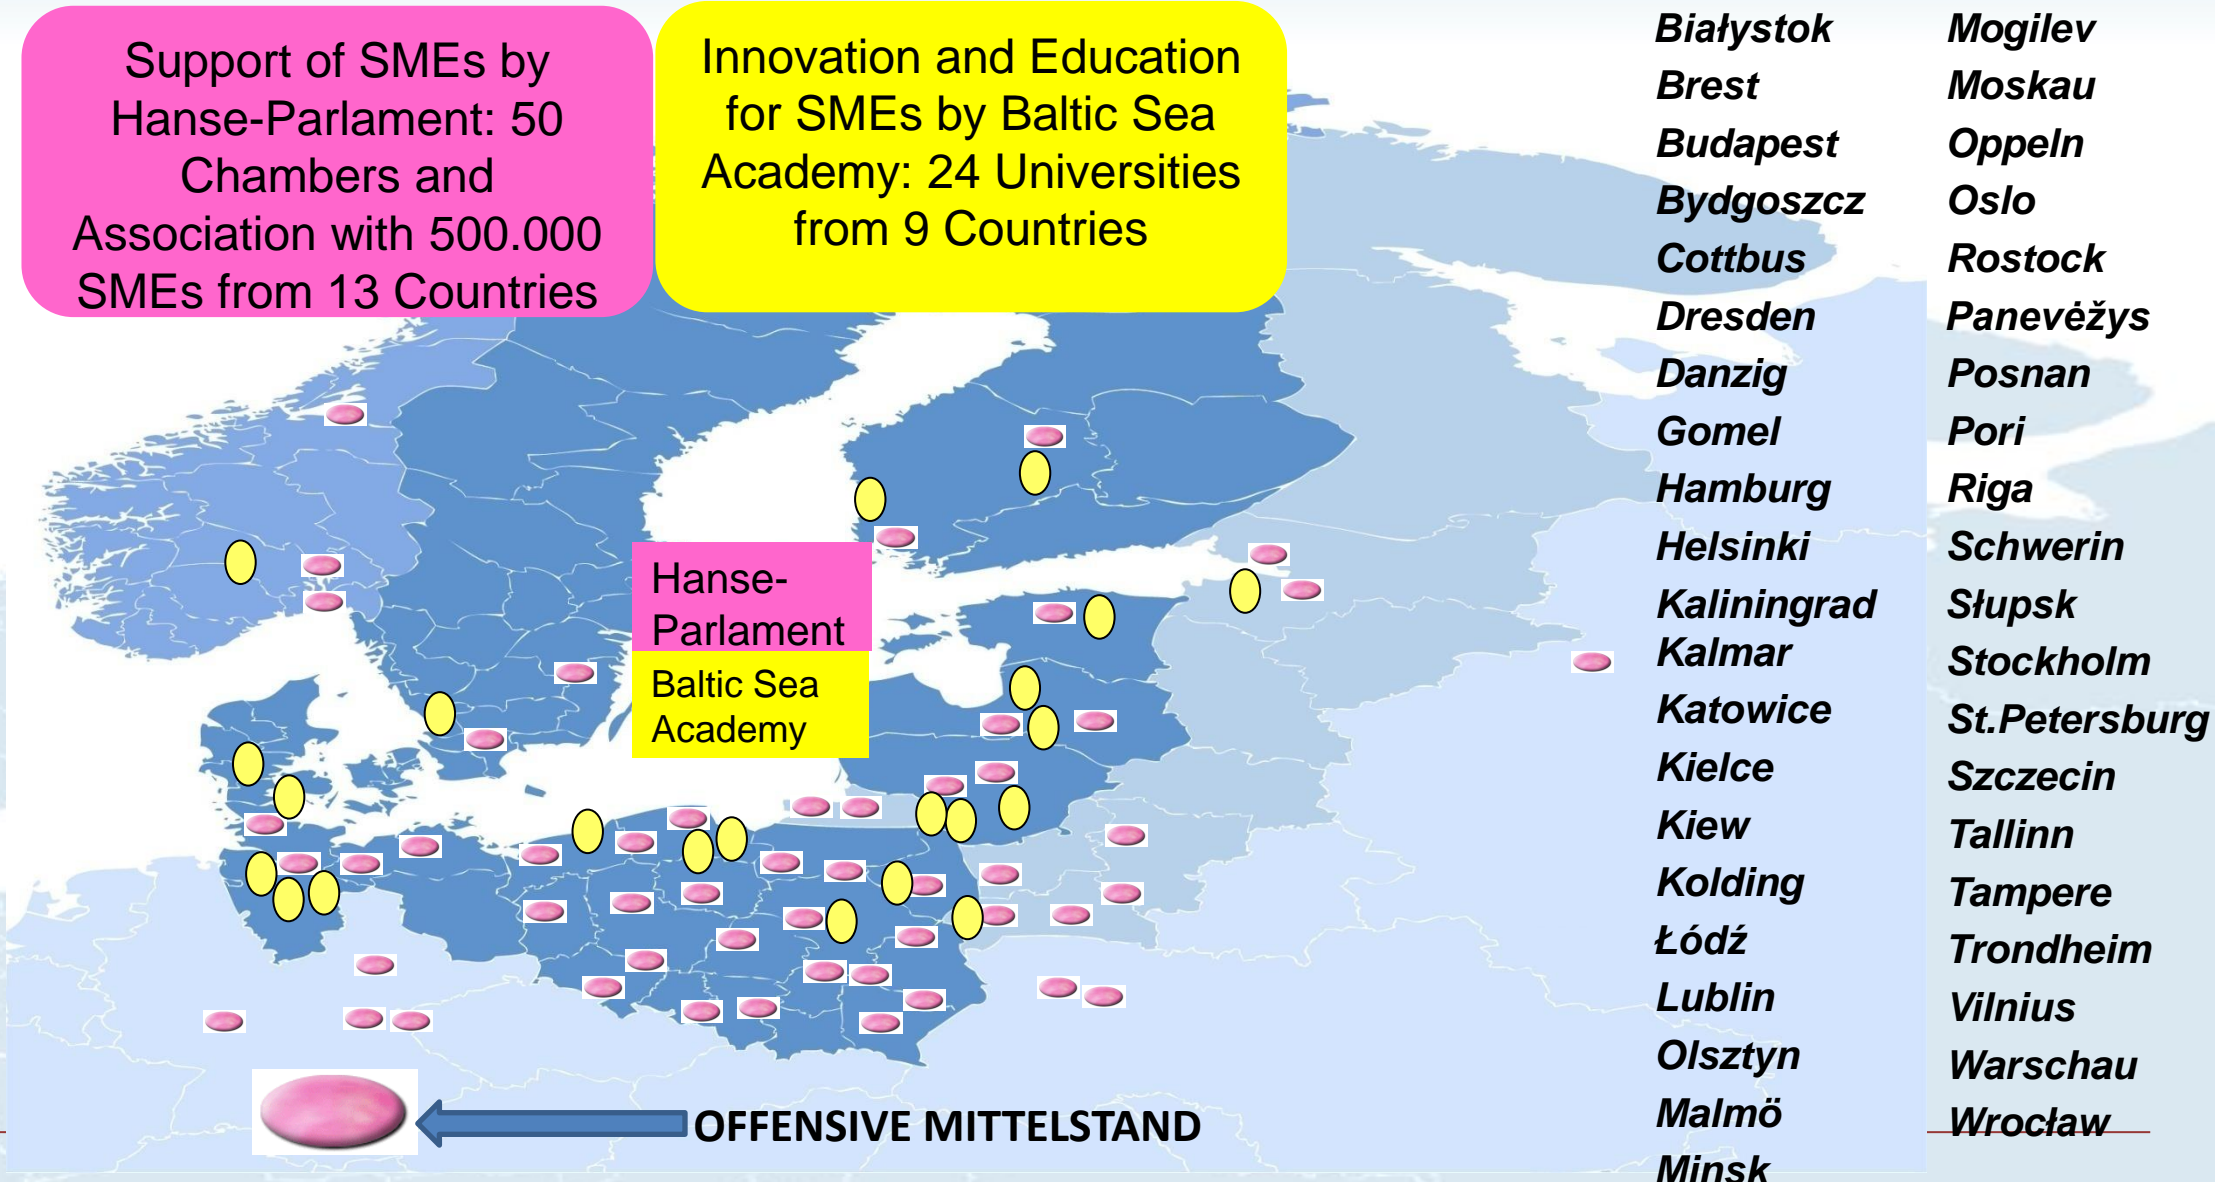 Support of SMEs by
Hanse-Parlament: 50
Chambers and
Association with 500.000
SMEs from 13 Countries
Innovation and Education
for SMEs by Baltic Sea
Academy: 24 Universities
from 9 Countries
Hanse-
Parlament
Baltic Sea
Academy
OFFENSIVE MITTELSTAND
Białystok
Brest
Budapest
Bydgoszcz
Cottbus
Dresden
Danzig
Gomel
Hamburg
Helsinki
Kaliningrad
Kalmar
Katowice
Kielce
Kiew
Kolding
Łódź
Lublin
Olsztyn
Malmö
Minsk
Mogilev
Moskau
Oppeln
Oslo
Rostock
Panevėžys
Posnan
Pori
Riga
Schwerin
Słupsk
Stockholm
St.Petersburg
Szczecin
Tallinn
Tampere
Trondheim
Vilnius
Warschau
Wrocław